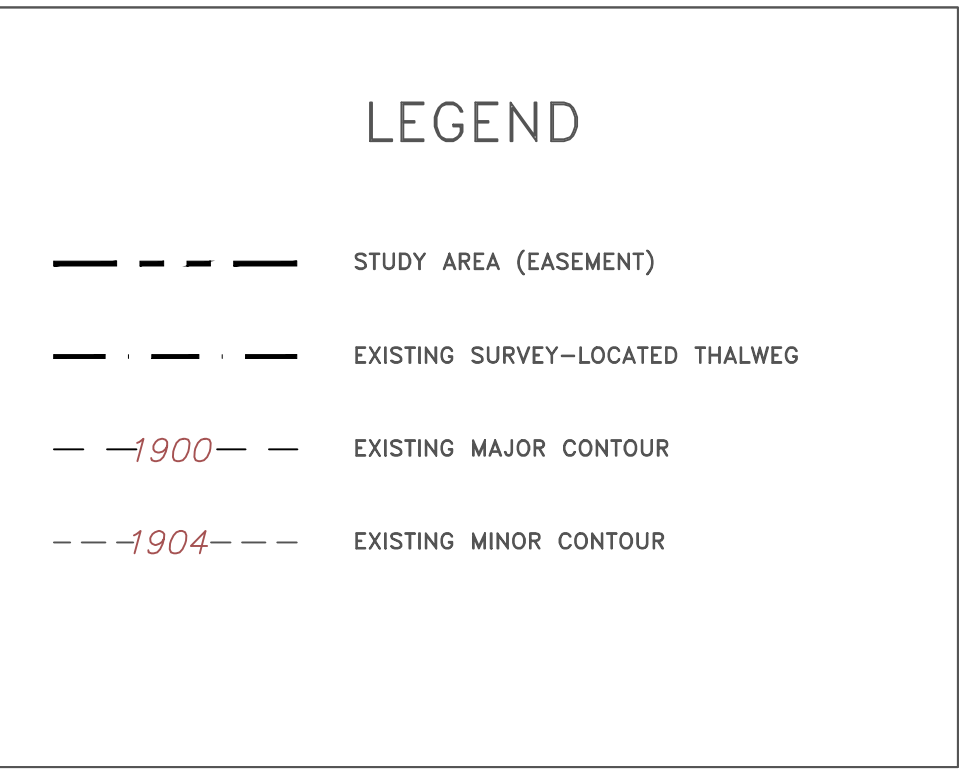 LEGEND
STUDY AREA (EASEMENT)
EXISTING SURVEY-LOCATED THALWEG
1900 EXISTING MAJOR CONTOUR
1904 EXISTING MINOR CONTOUR